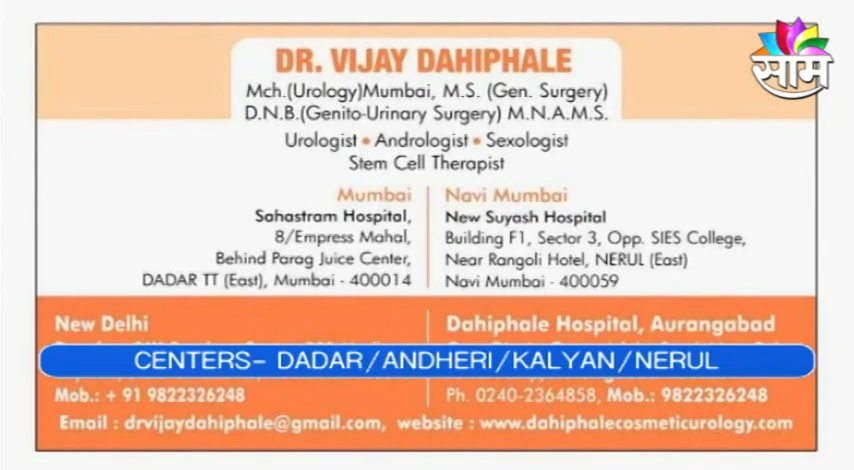 DR. VIJAY DAHIPHALE
साम
Mch.(Urology)Mumbai, M.S. (Gen. Surgery)
D.N.B.(Genito-Urinary Surgery) M.N.A.M.S.
Urologist • Andrologist • Sexologist
Stem Cell Therapist
Mumbai
Sahastram Hospital,
8/Empress Mahal,
Behind Parag Juice Center,
DADAR TT (East), Mumbai - 400014
Navi Mumbai
New Suyash Hospital
Building F1, Sector 3, Opp. SIES College,
Near Rangoli Hotel, NERUL (East)
Navi Mumbai - 400059
New Delhi
Dahiphale Hospital, Aurangabad
CENTERS- DADAR/ANDHERI/KALYAN/NERUL
Mob.: + 91 9822326248
Ph. 0240-2364858, Mob.: 9822326248
Email : drvijaydahiphale@gmail.com, website : www.dahiphalecosmeticurology.com